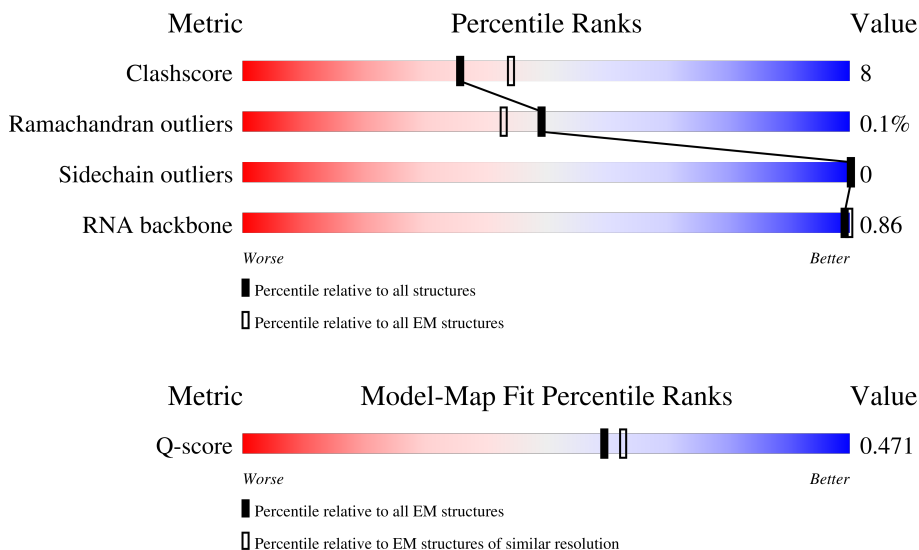 Metric Percentile Ranks Value
Clashscore 8
Ramachandran outliers 0.1%
Sidechain outliers 0
RNA backbone 0.86
Worse Better
Percentile relative to all structures
Percentile relative to all EM structures
Metric Model-Map Fit Percentile Ranks Value
Q-score 0.471
Worse Better
Percentile relative to all EM structures
Percentile relative to EM structures of similar resolution